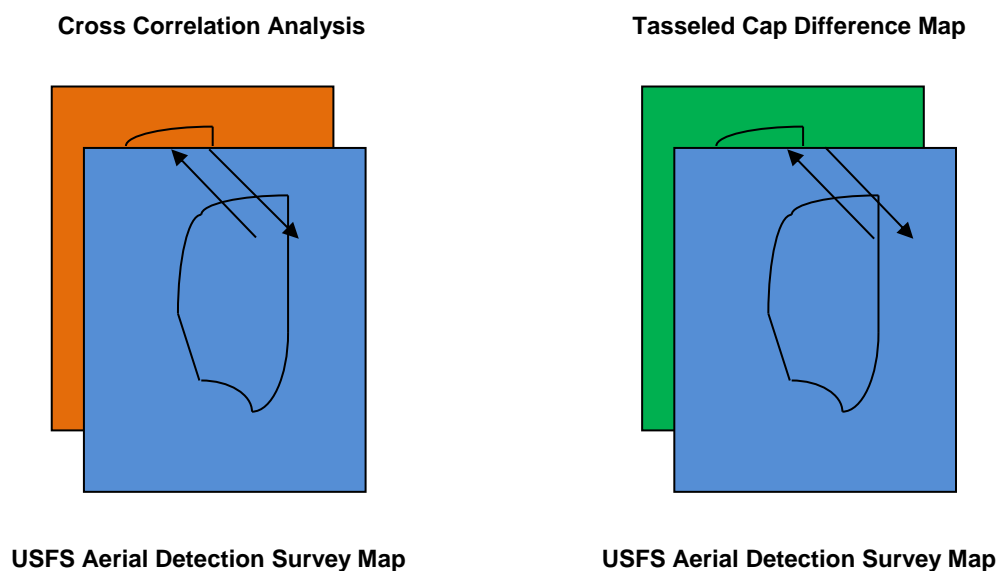 Cross Correlation Analysis
Tasseled Cap Difference Map
USFS Aerial Detection Survey Map
USFS Aerial Detection Survey Map